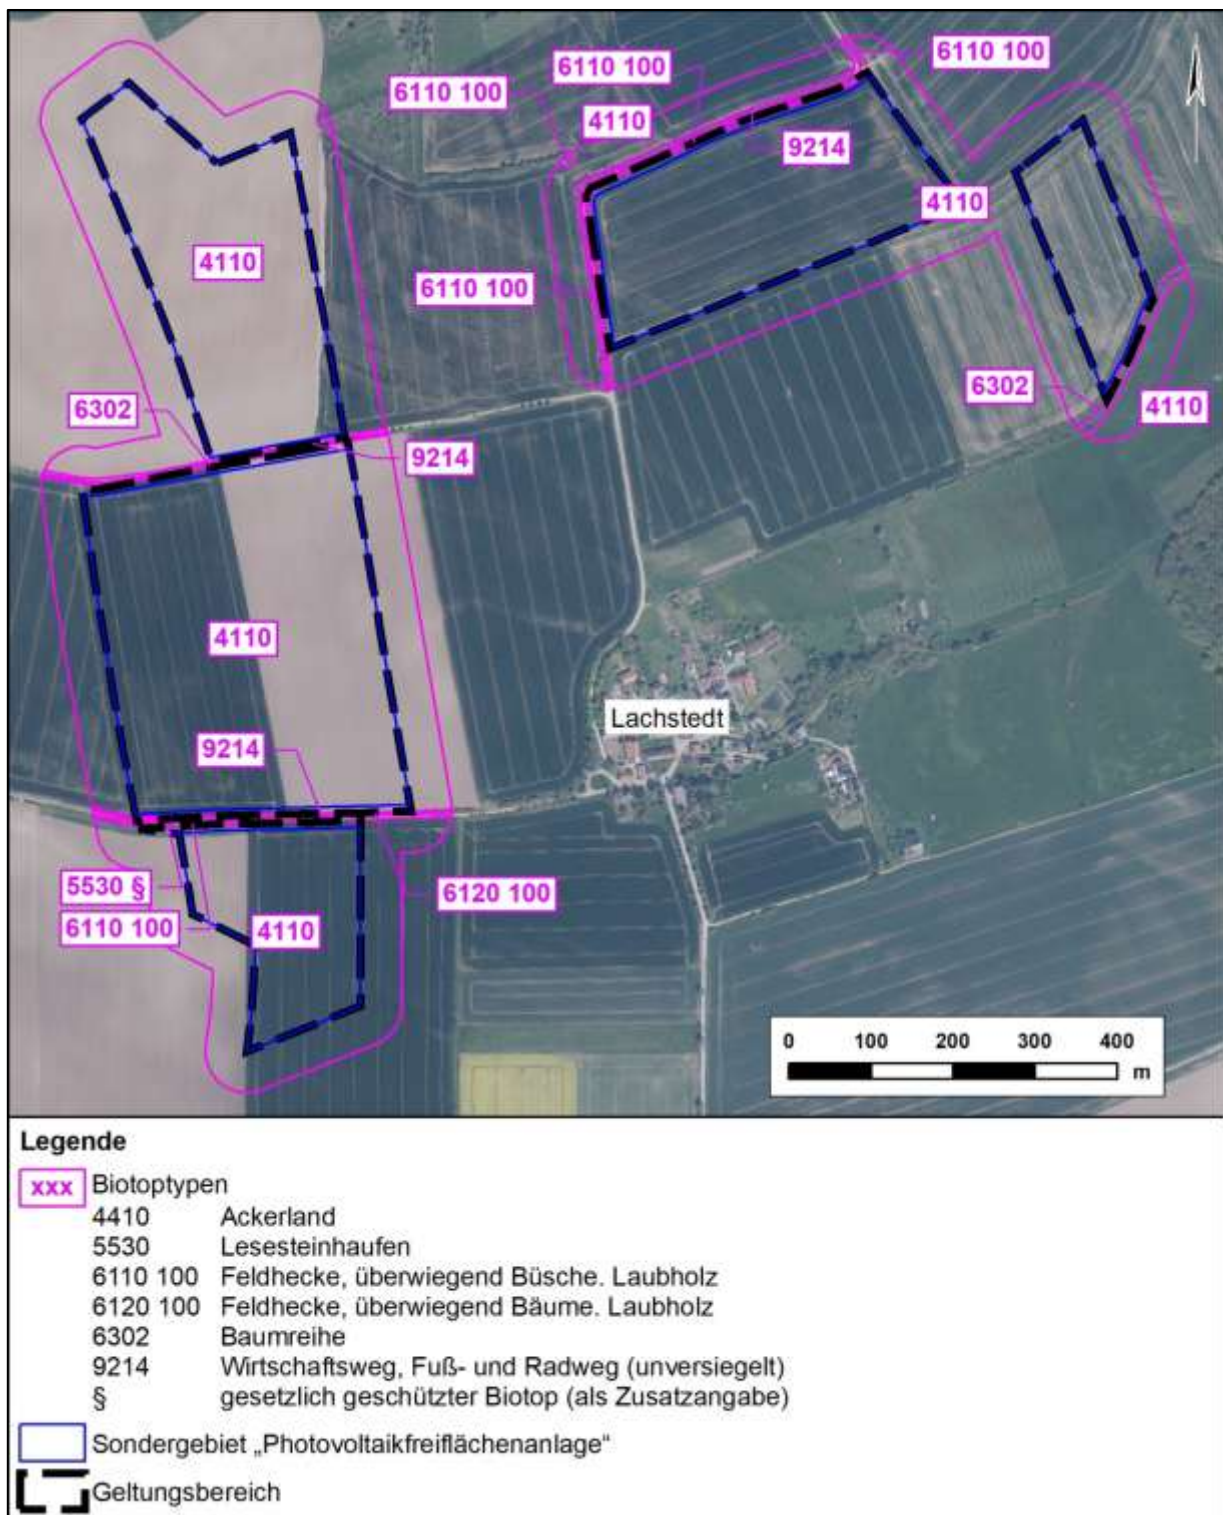 6110 100
6110 100
6110 100
4110
9214
4110
4110
6110 100
6302
6302
4110
9214
4110
9214
Lachstedt
5530 §
6120 100
6110 100
4110
0 100 200 300 400
m
Legende
xxx Biotoptypen
4410 Ackerland
5530 Lesesteinhaufen
6110 100 Feldhecke, überwiegend Büsche. Laubholz
6120 100 Feldhecke, überwiegend Bäume. Laubholz
6302 Baumreihe
9214 Wirtschaftsweg, Fuß- und Radweg (unversiegelt)
§ gesetzlich geschützter Biotop (als Zusatzangabe)
Sondergebiet „Photovoltaikfreiflächenanlage“
Geltungsbereich